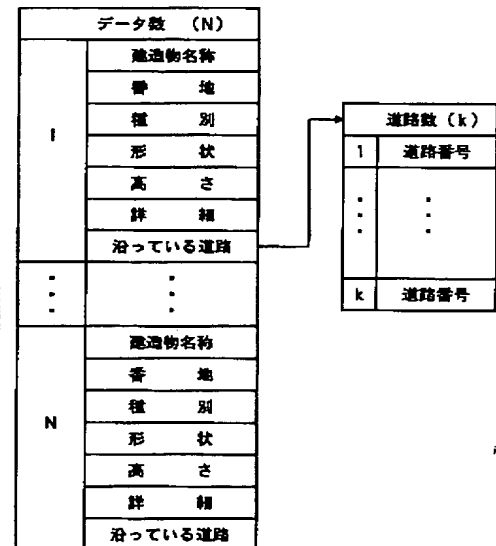 データ数 (N)
1
建造物名称
番 地
種 別
形 状
高 さ
詳 細
沿っている道路
N
建造物名称
番 地
種 別
形 状
高 さ
詳 細
沿っている道路
道路数 (k)
1 道路番号
k 道路番号